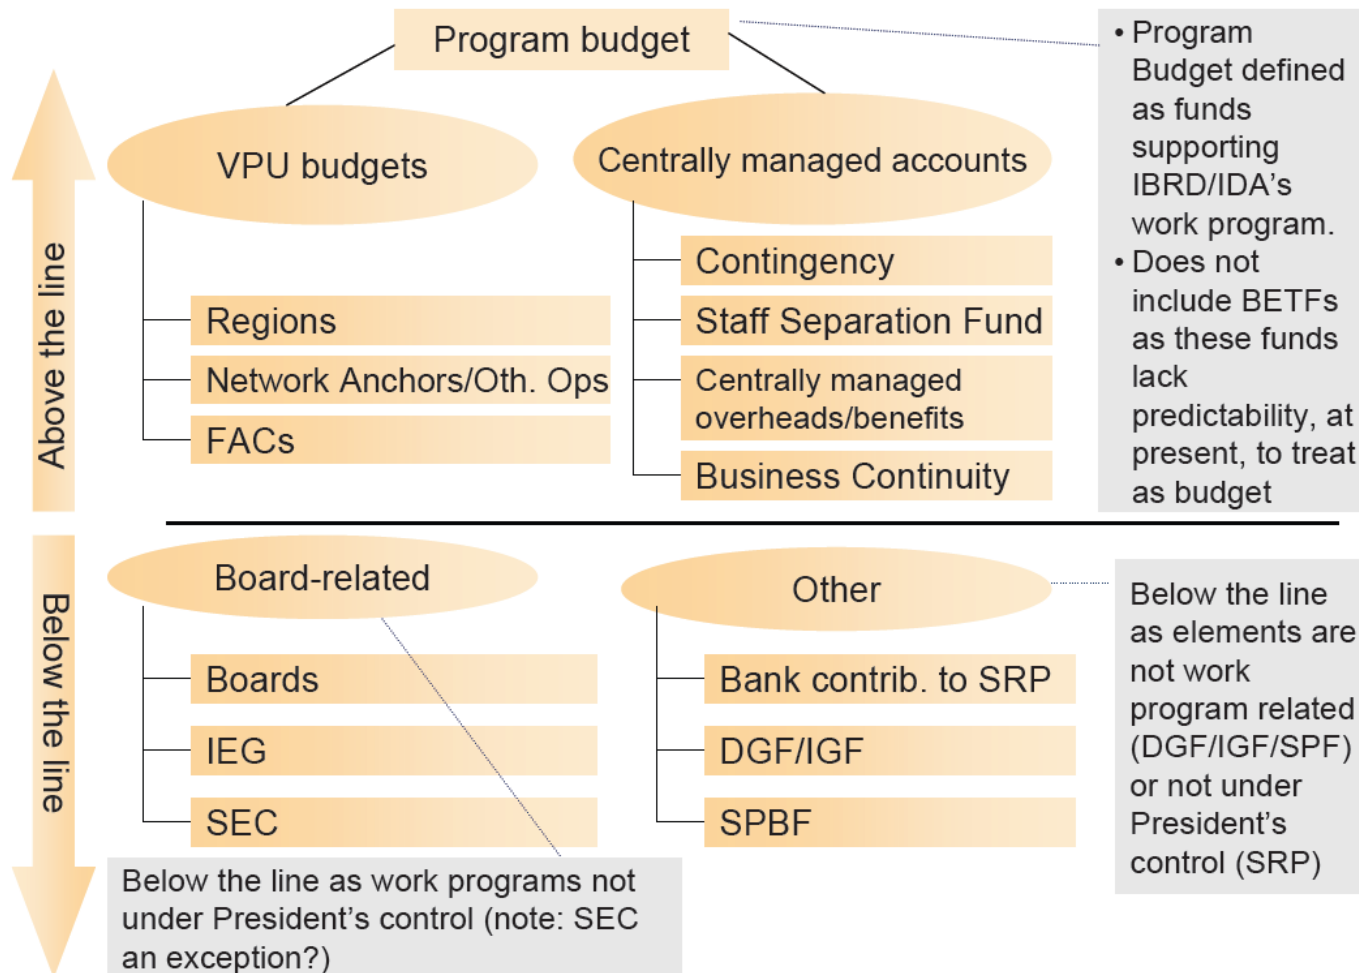 Program budget
VPU budgets
Centrally managed accounts
Above the line
Regions
Network Anchors/Oth. Ops
FACs
Contingency
Staff Separation Fund
Centrally managed
overheads/benefits
Business Continuity
• Program
Budget defined
as funds
supporting
IBRD/IDA’s
work program.
• Does not
include BETFs
as these funds
lack
predictability, at
present, to treat
as budget
Below the line
Board-related
Boards
IEG
SEC
Below the line as work programs not
under President’s control (note: SEC
an exception?)
Other
Bank contrib. to SRP
DGF/IGF
SPBF
Below the line
as elements are
not work
program related
(DGF/IGF/SPF)
or not under
President’s
control (SRP)